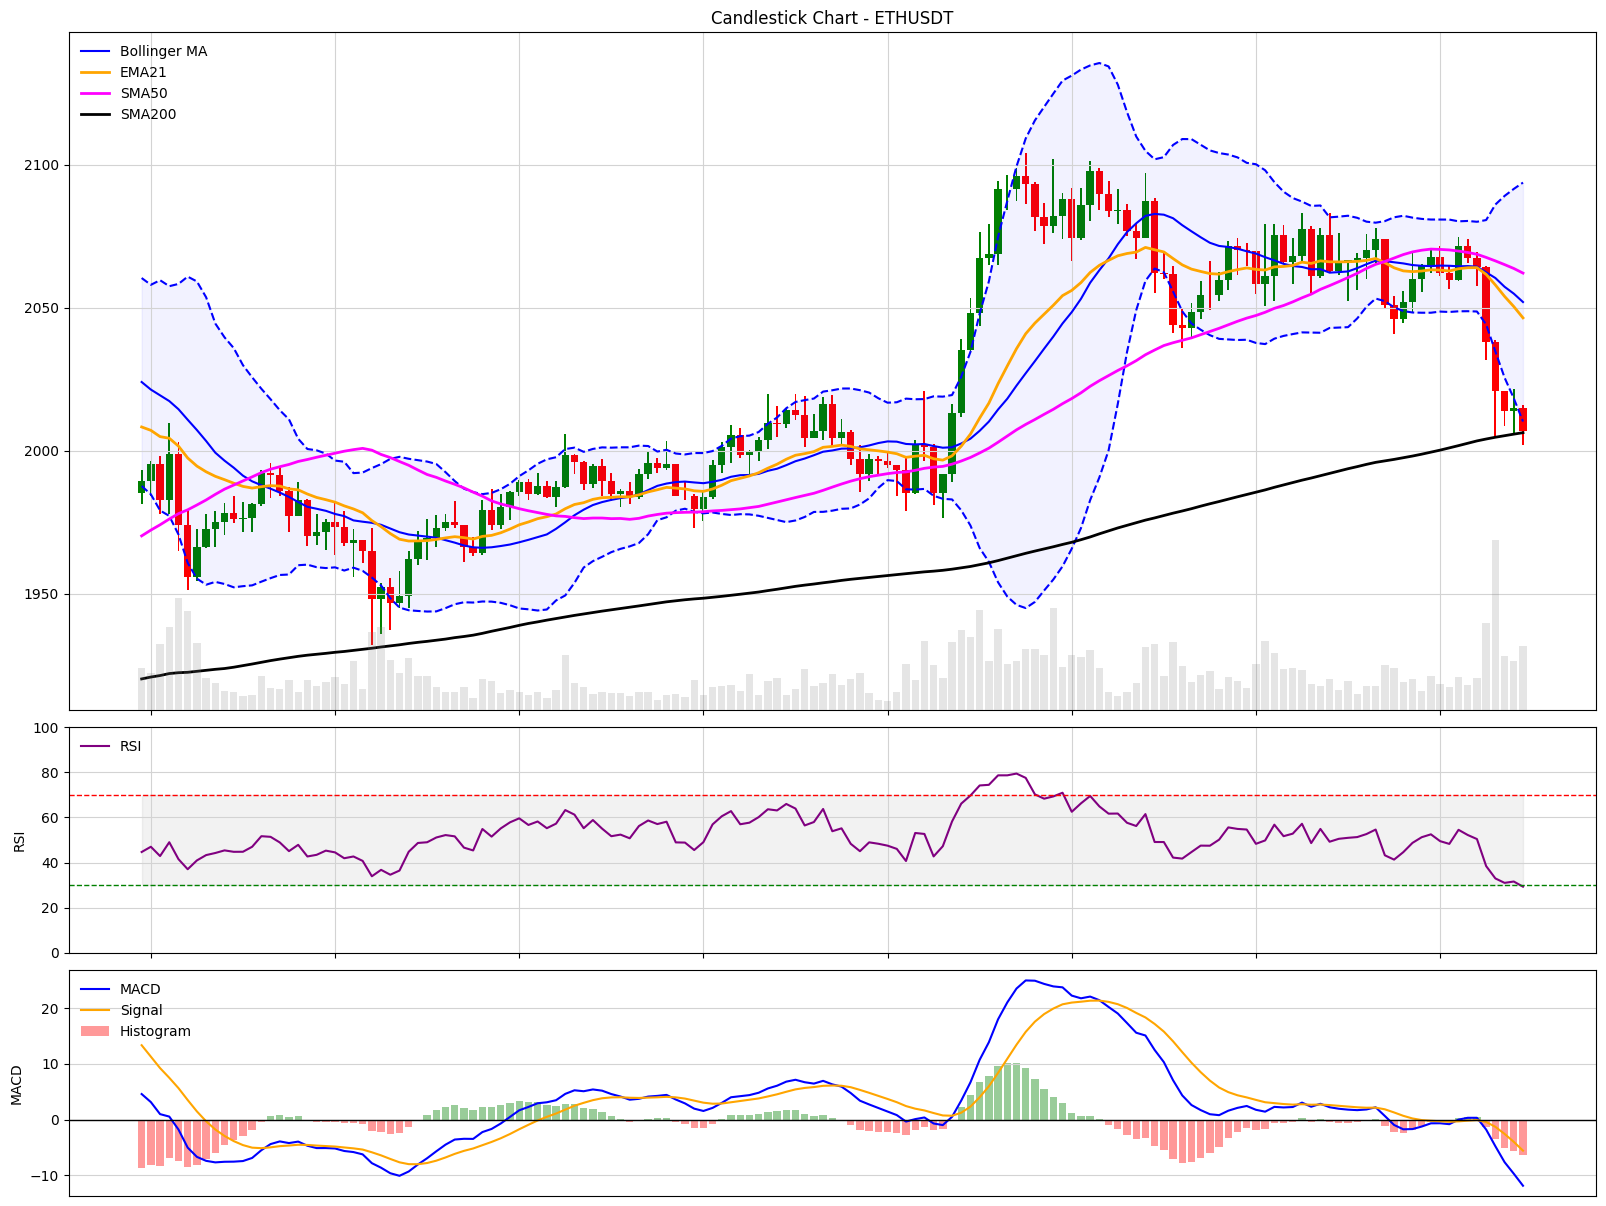 Candlestick Chart - ETHUSDT
Bollinger MA
EMA21
SMA50
SMA200
2100
2050
2000
1950
100
80
60
40
20
0
RSI
RSI
MACD
Signal
Histogram
20
10
0
−10
MACD